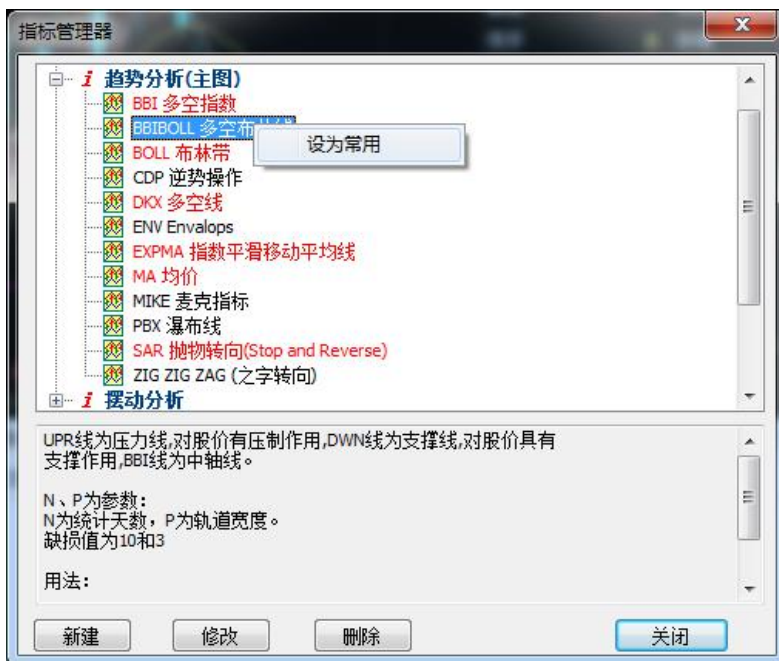 指标管理器
i 趋势分析(主图)
BBI 多空指数
BBIBOLL 多空布
设为常用
BOLL 布林带
CDP 逆势操作
DKX 多空线
ENV Envalops
EXPMA 指数平滑移动平均线
MA 均价
MIKE 麦克指标
PBX 瀑布线
SAR 抛物转向(Stop and Reverse)
ZIG ZIG ZAG (之字转向)
i 摆动分析
UPR线为压力线,对股价有压制作用,DWN线为支撑线,对股价具有
支撑作用,BBI线为中轴线。
N、P为参数:
N为统计天数，P为轨道宽度。
缺损值为10和3
用法:
新建
修改
删除
关闭